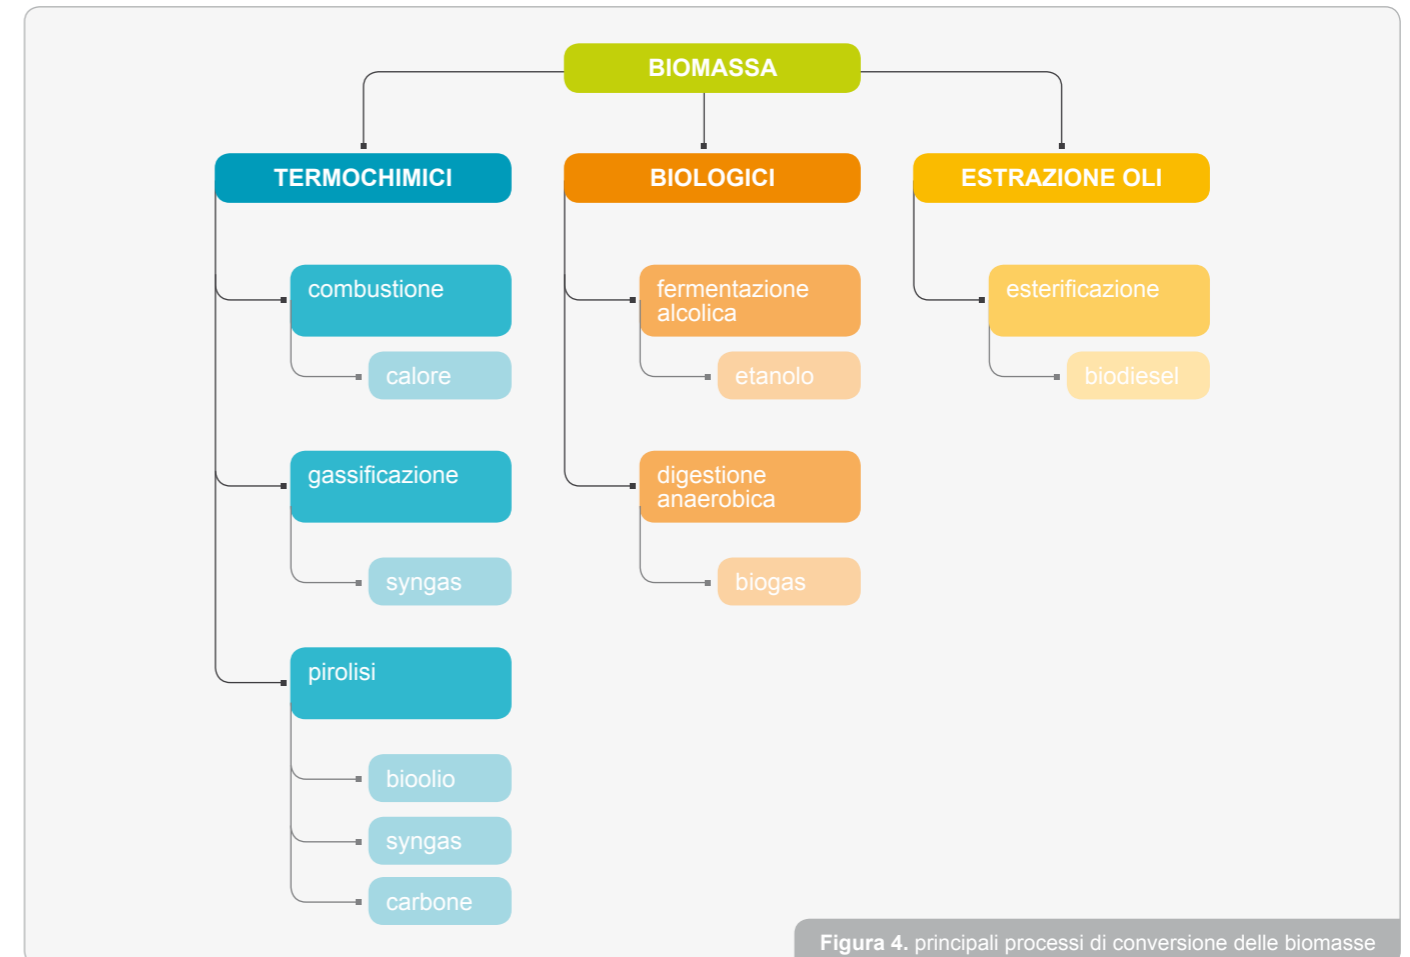 BIOMASSA
TERMOCHIMICI
combustione
calore
gassificazione
syngas
pirolisi
bioolio
syngas
carbone
BIOLOGICI
fermentazione
alcolica
etanolo
digestione
anaerobica
biogas
ESTRAZIONE OLI
esterificazione
biodiesel
Figura 4. principali processi di conversione delle biomasse